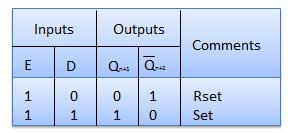 Inputs Outputs Comments
E D Qn+1 Q̅n+1
1 0 0 1 Rset
1 1 1 0 Set